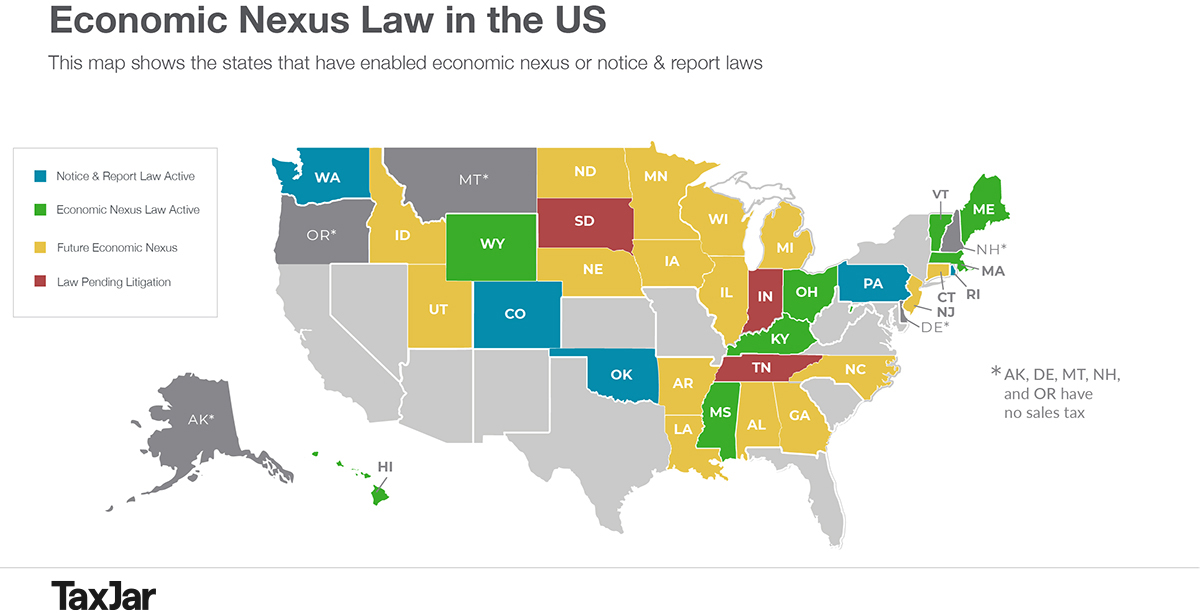 Economic Nexus Law in the US
This map shows the states that have enabled economic nexus or notice & report laws
Notice & Report Law Active
Economic Nexus Law Active
Future Economic Nexus
Law Pending Litigation
WA
MT*
ND
MN
OR*
ID
WY
SD
WI
MI
VT
ME
NH*
MA
UT
CO
NE
IA
IL
IN
OH
PA
CT
RI
NJ
DE*
KY
OK
AR
TN
NC
LA
MS
AL
GA
AK*
HI
* AK, DE, MT, NH,
and OR have
no sales tax
TaxJar